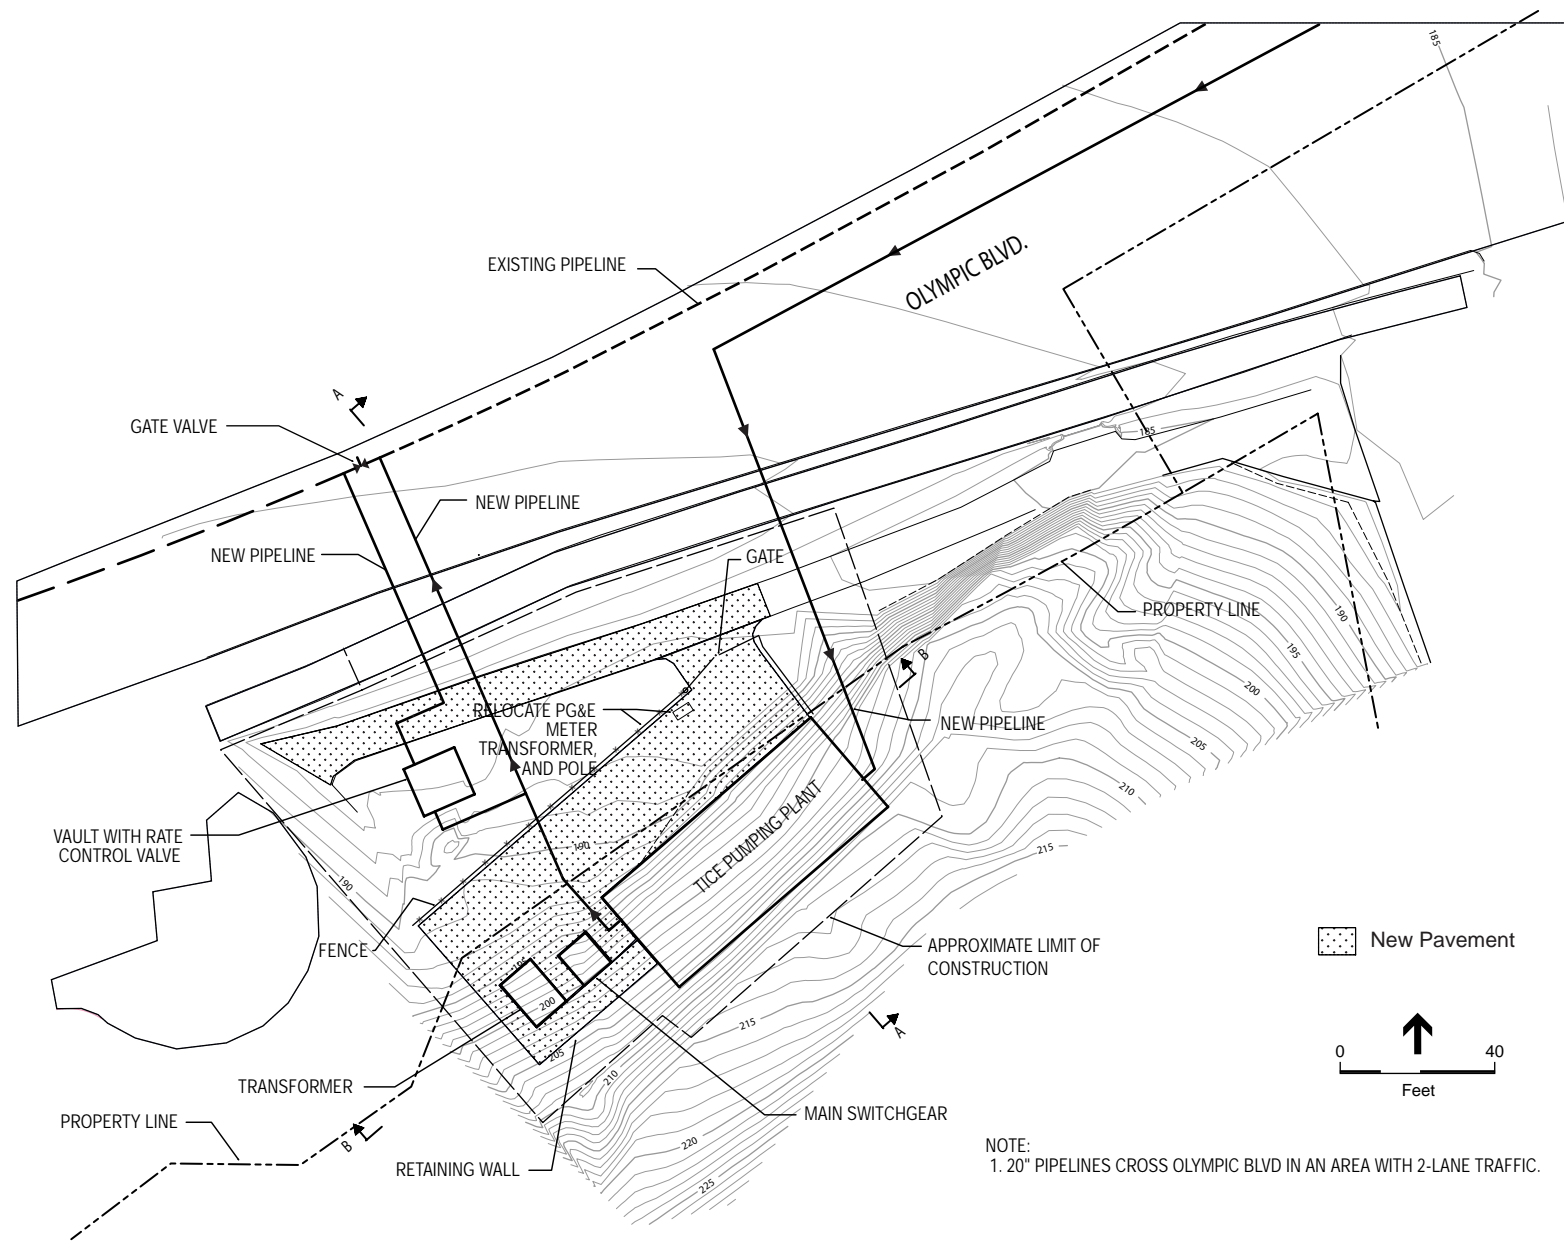 185
EXISTING PIPELINE
OLYMPIC BLVD.
A
GATE VALVE
185
NEW PIPELINE
NEW PIPELINE
GATE
PROPERTY LINE
190
195
B
200
RELOCATE PG&E
METER
TRANSFORMER,
AND POLE
NEW PIPELINE
205
210
TICE PUMPING PLANT
VAULT WITH RATE
CONTROL VALVE
190
215
190
FENCE
APPROXIMATE LIMIT OF
CONSTRUCTION
New Pavement
195
200
215
A
205
210
0 40
Feet
TRANSFORMER
MAIN SWITCHGEAR
PROPERTY LINE
B
220
RETAINING WALL
225
NOTE:
1. 20" PIPELINES CROSS OLYMPIC BLVD IN AN AREA WITH 2-LANE TRAFFIC.